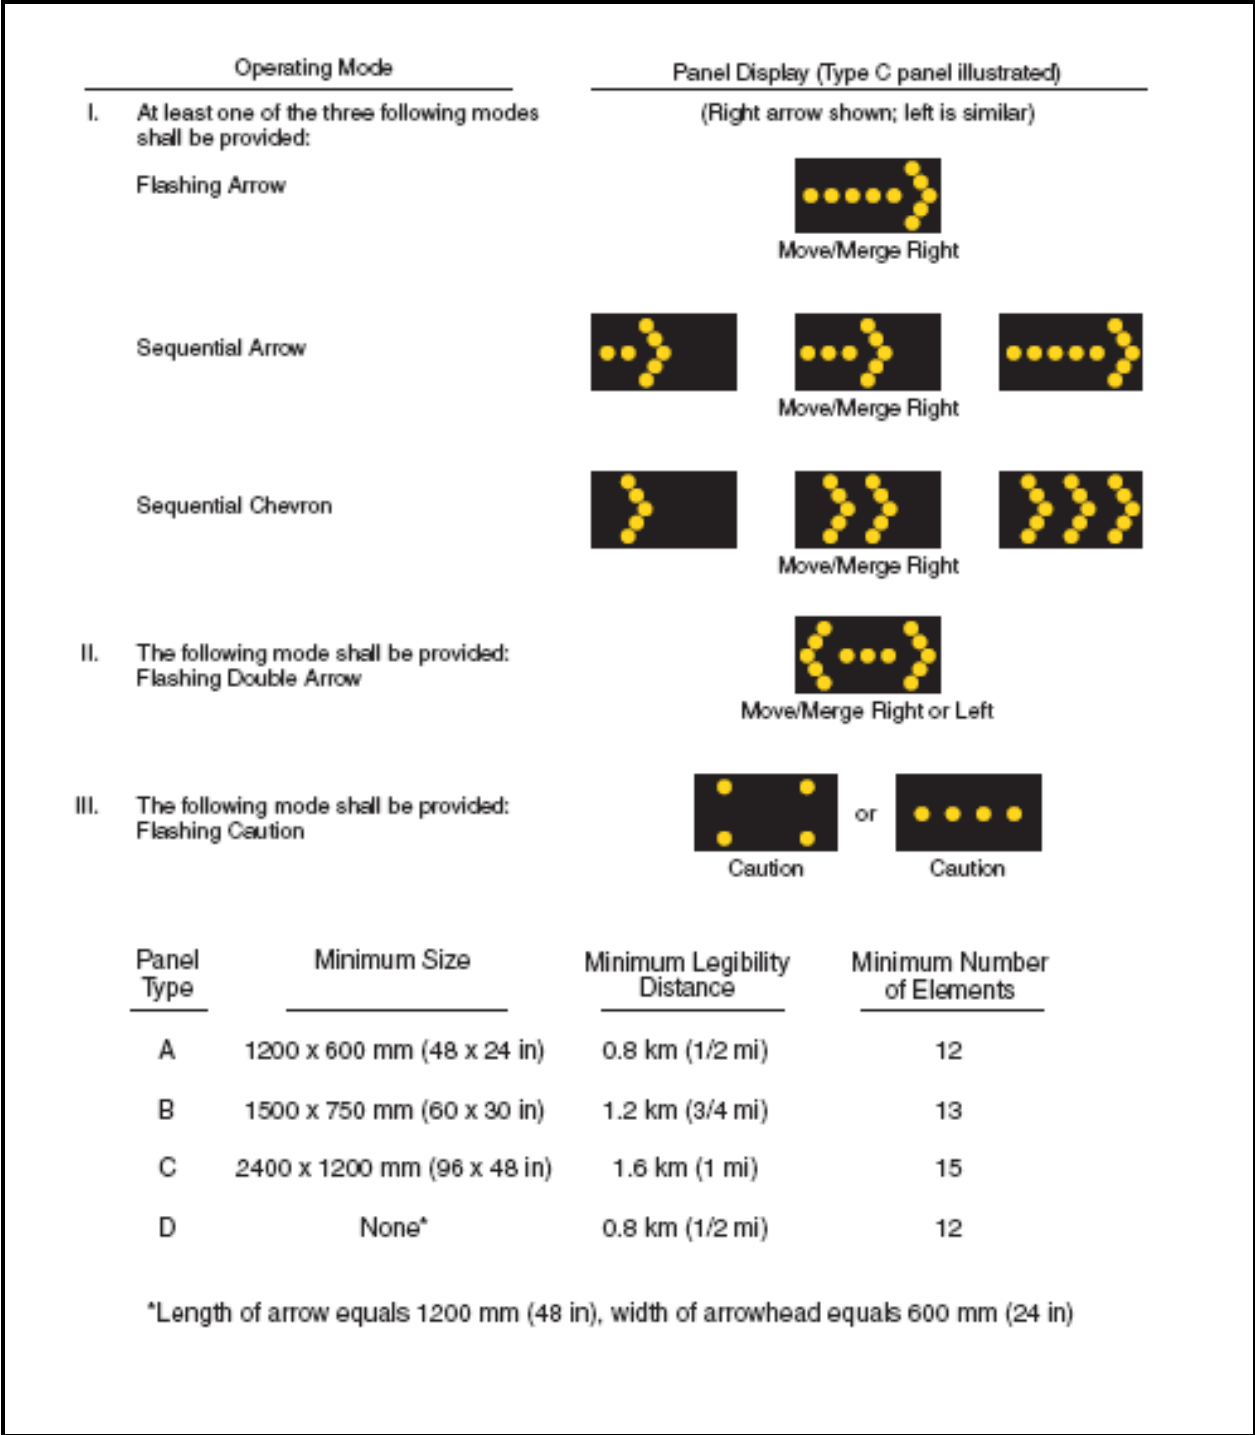 Operating Mode
Panel Display (Type C panel illustrated)
I. At least one of the three following modes
shall be provided:
(Right arrow shown; left is similar)
Flashing Arrow
Move/Merge Right
Sequential Arrow
Move/Merge Right
Sequential Chevron
Move/Merge Right
II. The following mode shall be provided:
Flashing Double Arrow
Move/Merge Right or Left
III. The following mode shall be provided:
Flashing Caution
or
Caution Caution
Panel
Type
Minimum Size
Minimum Legibility
Distance
Minimum Number
of Elements
A 1200 x 600 mm (48 x 24 in) 0.8 km (1/2 mi) 12
B 1500 x 750 mm (60 x 30 in) 1.2 km (3/4 mi) 13
C 2400 x 1200 mm (96 x 48 in) 1.6 km (1 mi) 15
D None* 0.8 km (1/2 mi) 12
*Length of arrow equals 1200 mm (48 in), width of arrowhead equals 600 mm (24 in)